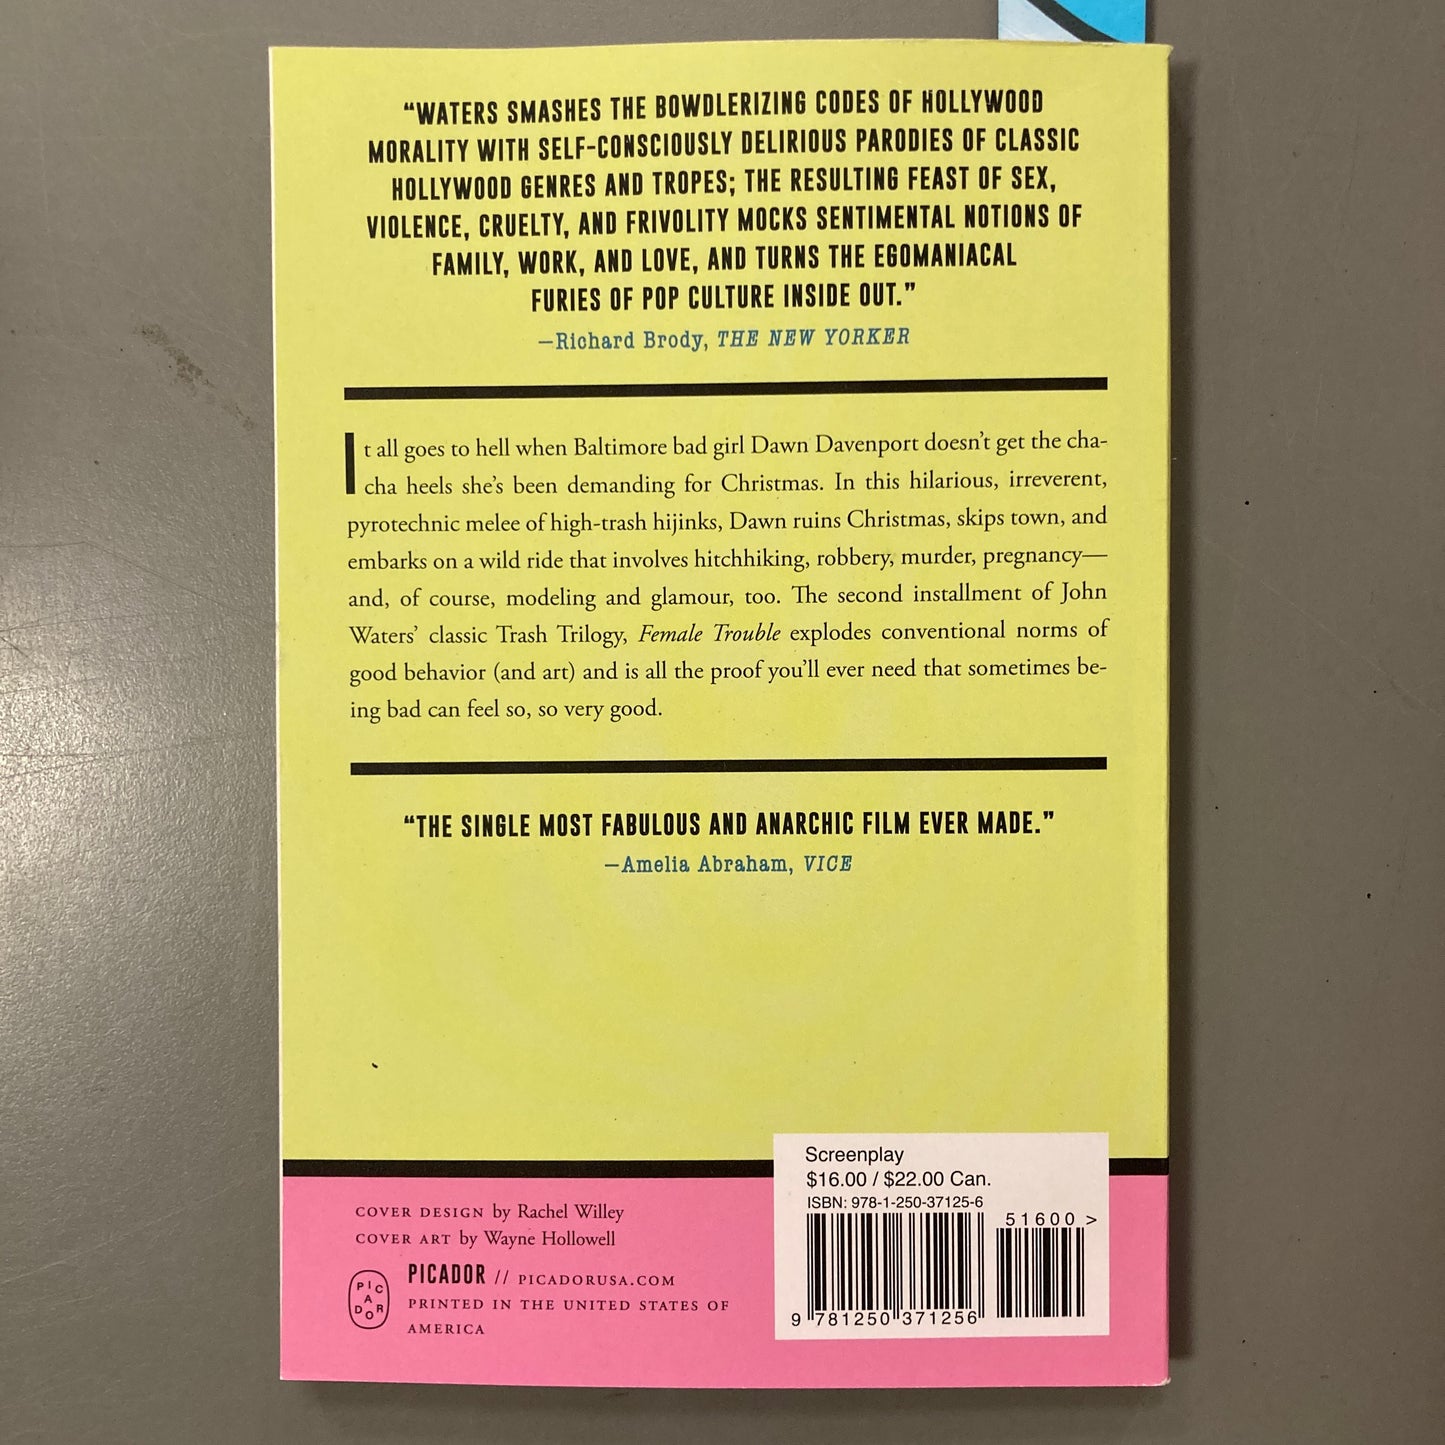 “WATERS SMASHES THE BOWDLERIZING CODES OF HOLLYWOOD
MORALITY WITH SELF-CONSCIOUSLY DELIRIOUS PARODIES OF CLASSIC
HOLLYWOOD GENRES AND TROPES; THE RESULTING FEAST OF SEX,
VIOLENCE, CRUELTY, AND FRIVOLITY MOCKS SENTIMENTAL NOTIONS OF
FAMILY, WORK, AND LOVE, AND TURNS THE EGOMANIACAL
FURIES OF POP CULTURE INSIDE OUT.”
—Richard Brody, THE NEW YORKER
It all goes to hell when Baltimore bad girl Dawn Davenport doesn’t get the cha-
cha heels she’s been demanding for Christmas. In this hilarious, irreverent,
pyrotechnic melee of high-trash hijinks, Dawn ruins Christmas, skips town, and
embarks on a wild ride that involves hitchhiking, robbery, murder, pregnancy—
and, of course, modeling and glamour, too. The second installment of John
Waters’ classic Trash Trilogy, Female Trouble explodes conventional norms of
good behavior (and art) and is all the proof you’ll ever need that sometimes be-
ing bad can feel so, so very good.
“THE SINGLE MOST FABULOUS AND ANARCHIC FILM EVER MADE.”
—Amelia Abraham, VICE
COVER DESIGN by Rachel Willey
COVER ART by Wayne Hollowell
PICADOR
PICADOR // PICADORUSA.COM
PRINTED IN THE UNITED STATES OF
AMERICA
Screenplay
$16.00 / $22.00 Can.
ISBN: 978-1-250-37125-6
51600 >
9 781250 371256